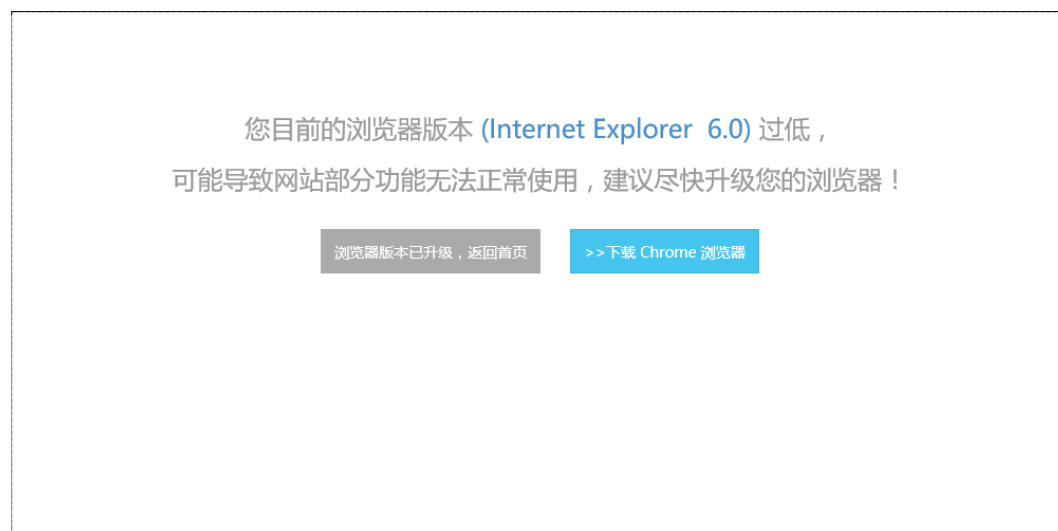 您目前的浏览器版本 (Internet Explorer 6.0) 过低，
可能导致网站部分功能无法正常使用，建议尽快升级您的浏览器！
浏览器版本已升级，返回首页
>>下载 Chrome 浏览器